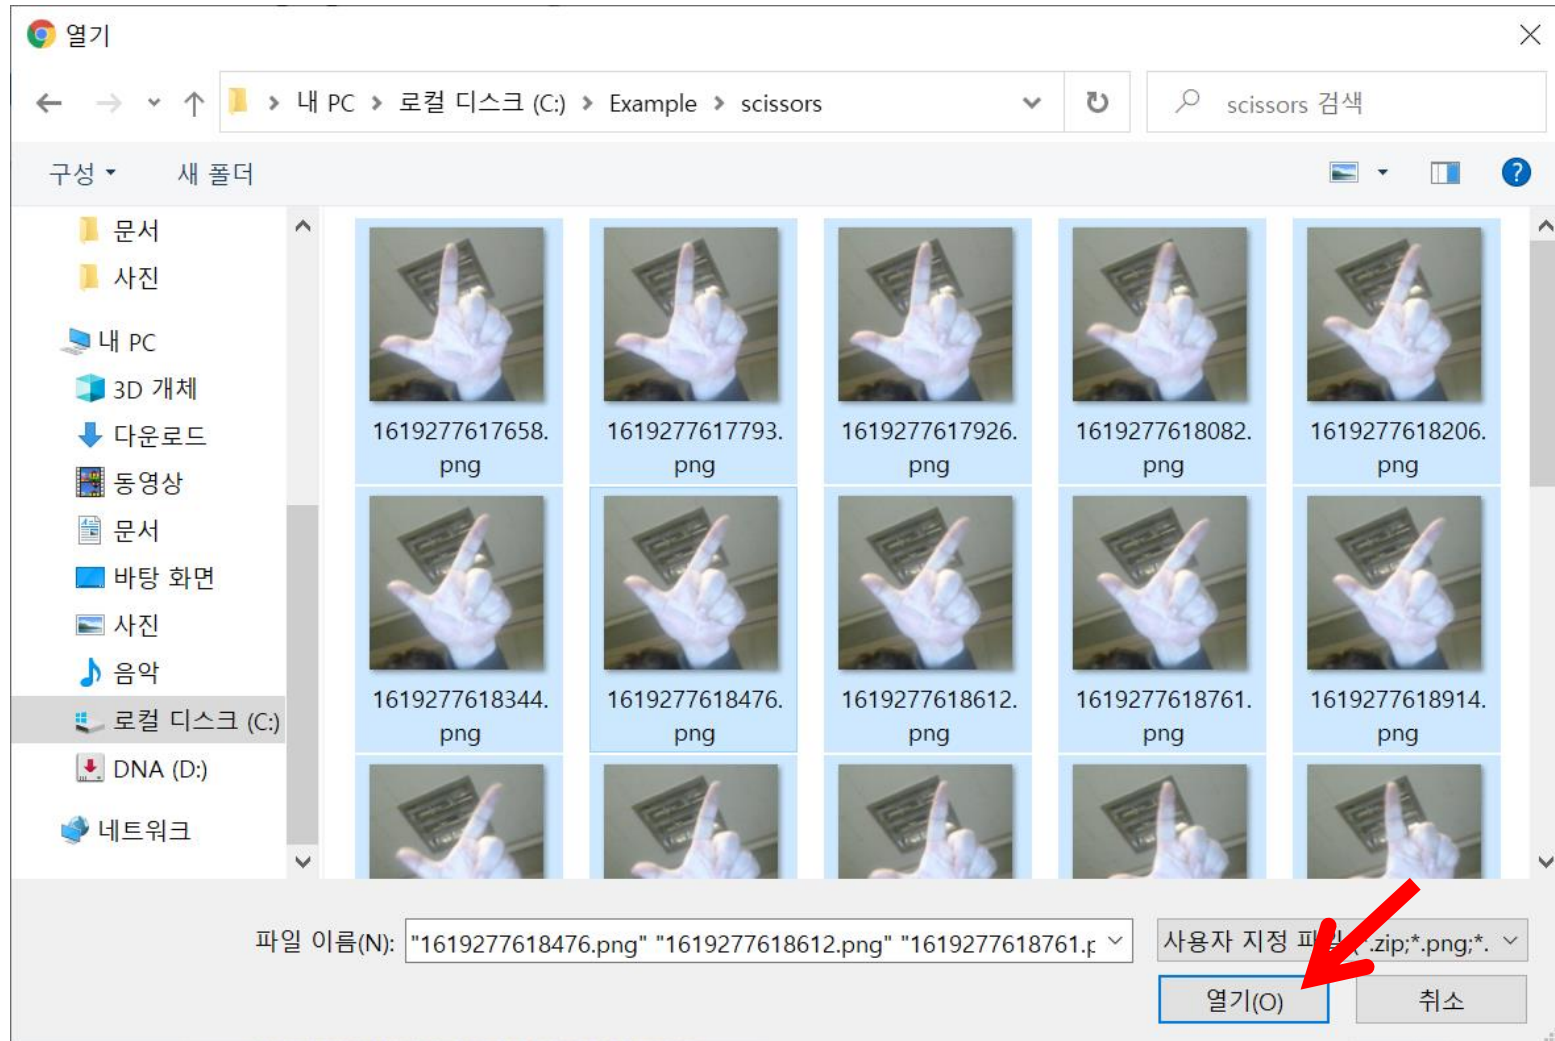 열기
내 PC > 로컬 디스크 (C:) > Example > scissors
scissors 검색
구성
새 폴더
문서
사진
내 PC
3D 개체
다운로드
동영상
문서
바탕 화면
사진
음악
로컬 디스크 (C:)
DNA (D:)
네트워크
1619277617658.png
1619277617793.png
1619277617926.png
1619277618082.png
1619277618206.png
1619277618344.png
1619277618476.png
1619277618612.png
1619277618761.png
1619277618914.png
파일 이름(N):
"1619277618476.png" "1619277618612.png" "1619277618761.p
사용자 지정 .zip;*.png;*.
열기(O)
취소